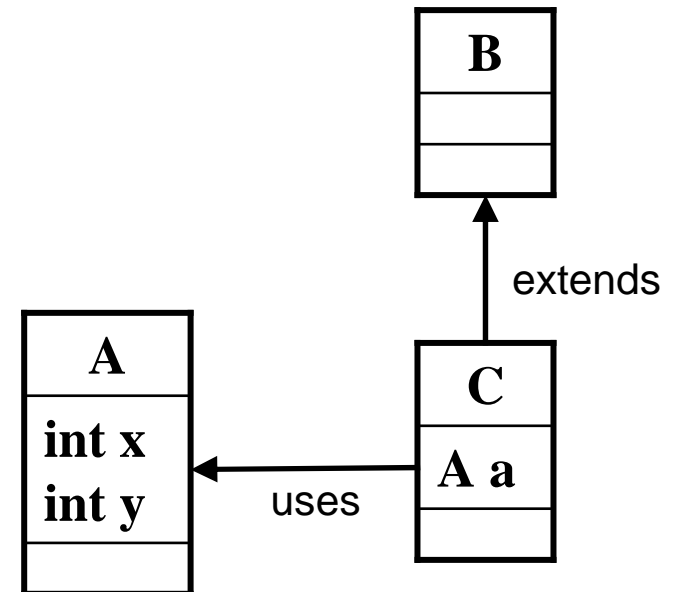 B
extends
A
int x
int y
uses
C
A a